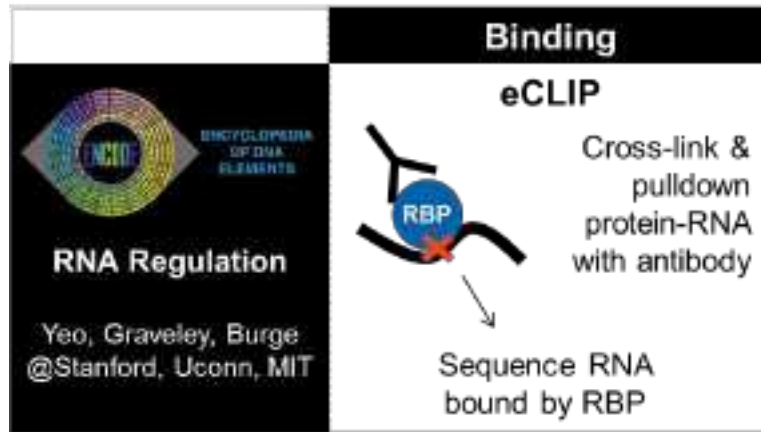 Binding
ENCODE
ENCYCLOPEDIA
OF DNA
ELEMENTS
RNA Regulation
Yeo, Graveley, Burge
@Stanford, Uconn, MIT
eCLIP
RBP
Cross-link &
pulldown
protein-RNA
with antibody
Sequence RNA
bound by RBP